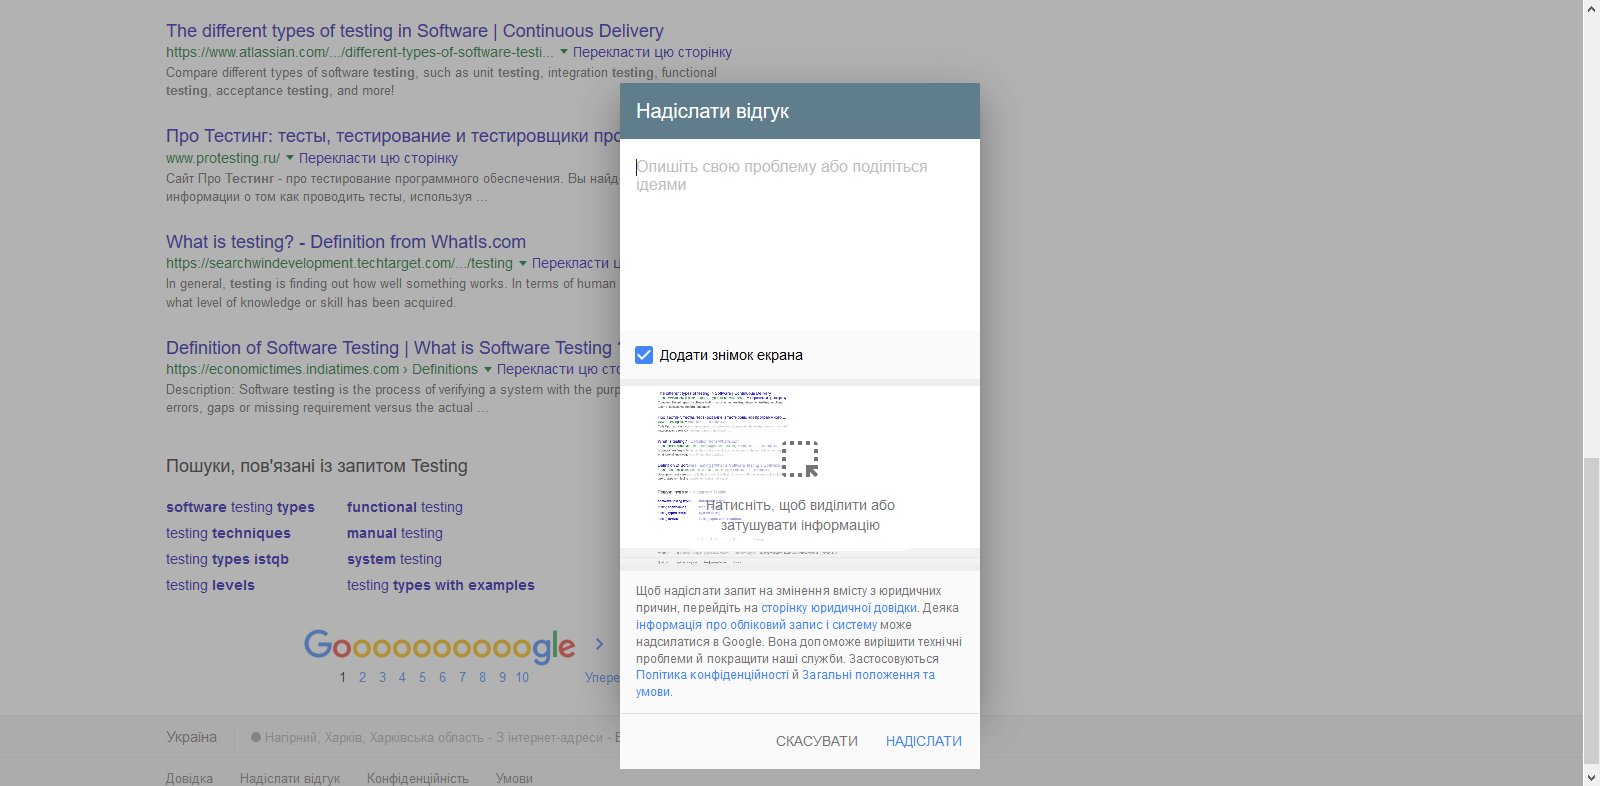 The different types of testing in Software | Continuous Delivery
https://www.atlassian.com/.../different-types-of-software-testi... Перекласти цю сторінку
Compare different types of software testing, such as unit testing, integration testing, functional
testing, acceptance testing, and more!
Про Тестинг: тесты, тестирование и тестировщики про
www.protesting.ru/ Перекласти цю сторінку
Сайт Про Тестинг - про тестирование программного обеспечения. Вы найд
информации о том как проводить тесты, используя ...
What is testing? - Definition from WhatIs.com
https://searchwindevelopment.techtarget.com/.../testing Перекласти ц
In general, testing is finding out how well something works. In terms of human
what level of knowledge or skill has been acquired.
Definition of Software Testing | What is Software Testing ?
https://economictimes.indiatimes.com › Definitions Перекласти цю сто
Description: Software testing is the process of verifying a system with the purp
errors, gaps or missing requirement versus the actual ...
Пошуки, пов'язані із запитом Testing
software testing types functional testing
testing techniques manual testing
testing types istqb system testing
testing levels testing types with examples
Goooooooooogle >
1 2 3 4 5 6 7 8 9 10 Упере
Україна Нагірний, Харків, Харківська область - З інтернет-адреси -
Довідка Надіслати відгук Конфіденційність Умови
Надіслати відгук
Опишіть свою проблему або поділіться
ідеями
Додати знімок екрана
Натисніть, щоб виділити або
затушувати інформацію
Щоб надіслати запит на змінення вмісту з юридичних
причин, перейдіть на сторінку юридичної довідки. Деяка
інформація про обліковий запис і систему може
надсилатися в Google. Вона допоможе вирішити технічні
проблеми й покращити наші служби. Застосовуються
Політика конфіденційності й Загальні положення та
умови.
СКАСУВАТИ НАДІСЛАТИ